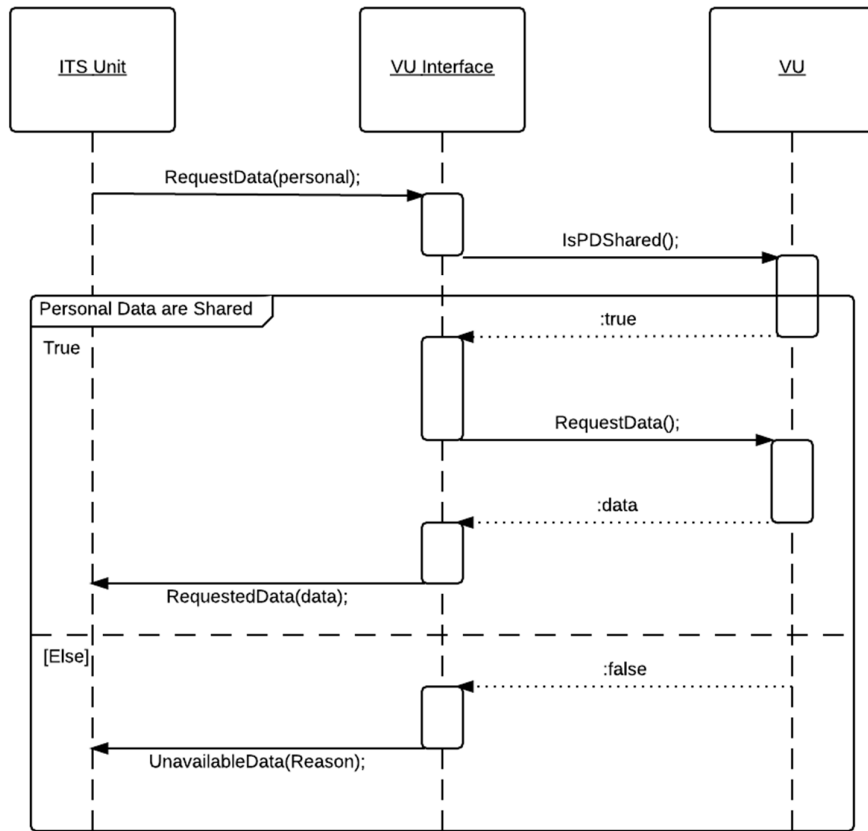 ITS Unit
VU Interface
VU
RequestData(personal);
IsPDShared();
Personal Data are Shared
:true
True
RequestData();
:data
RequestedData(data);
[Else]
:false
UnavailableData(Reason);